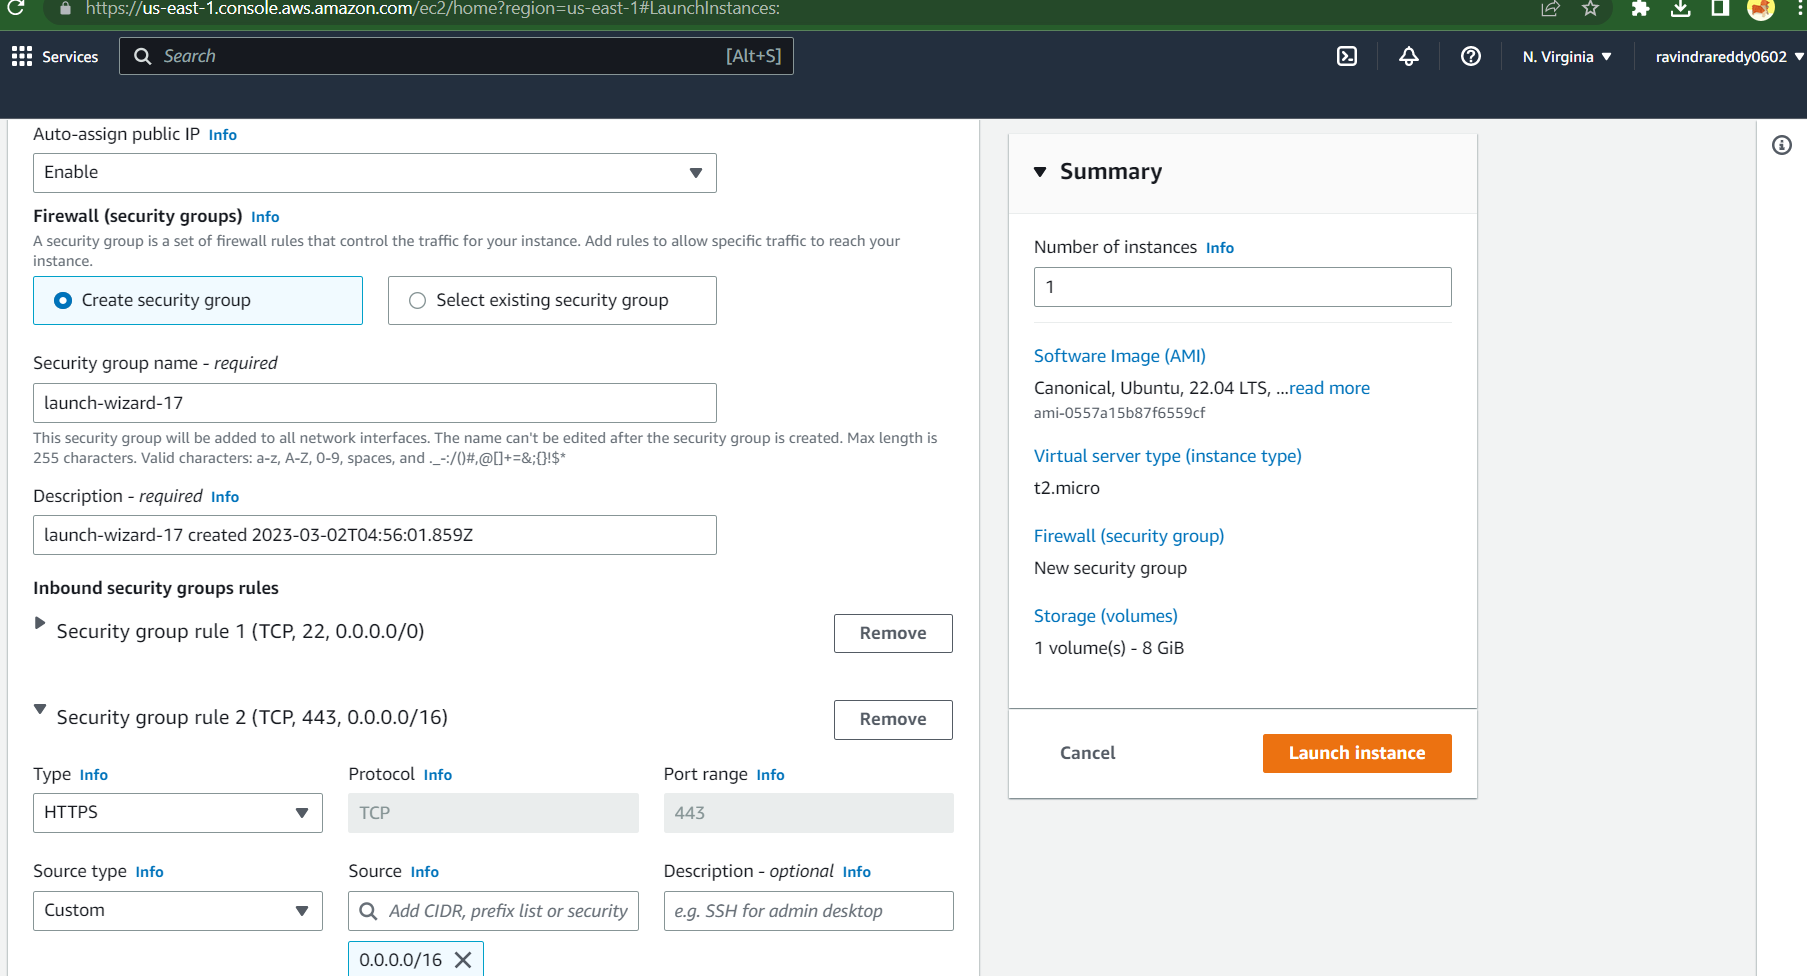 https://us-east-1.console.aws.amazon.com/ec2/home?region=us-east-1#LaunchInstances:
Services
Search [Alt+S]
N. Virginia
ravindrareddy0602
Auto-assign public IP Info
Enable
Firewall (security groups) Info
A security group is a set of firewall rules that control the traffic for your instance. Add rules to allow specific traffic to reach your
instance.
Create security group
Select existing security group
Security group name - required
launch-wizard-17
This security group will be added to all network interfaces. The name can't be edited after the security group is created. Max length is
255 characters. Valid characters: a-z, A-Z, 0-9, spaces, and ._-:/()#,@[]+=&;{}!$*
Description - required Info
launch-wizard-17 created 2023-03-02T04:56:01.859Z
Inbound security groups rules
Security group rule 1 (TCP, 22, 0.0.0.0/0)
Remove
Security group rule 2 (TCP, 443, 0.0.0.0/16)
Remove
Type Info
Protocol Info
Port range Info
HTTPS
TCP
443
Source type Info
Source Info
Description - optional Info
Custom
Add CIDR, prefix list or security
e.g. SSH for admin desktop
0.0.0.0/16
Summary
Number of instances Info
1
Software Image (AMI)
Canonical, Ubuntu, 22.04 LTS, ...read more
ami-0557a15b87f6559cf
Virtual server type (instance type)
t2.micro
Firewall (security group)
New security group
Storage (volumes)
1 volume(s) - 8 GiB
Cancel
Launch instance